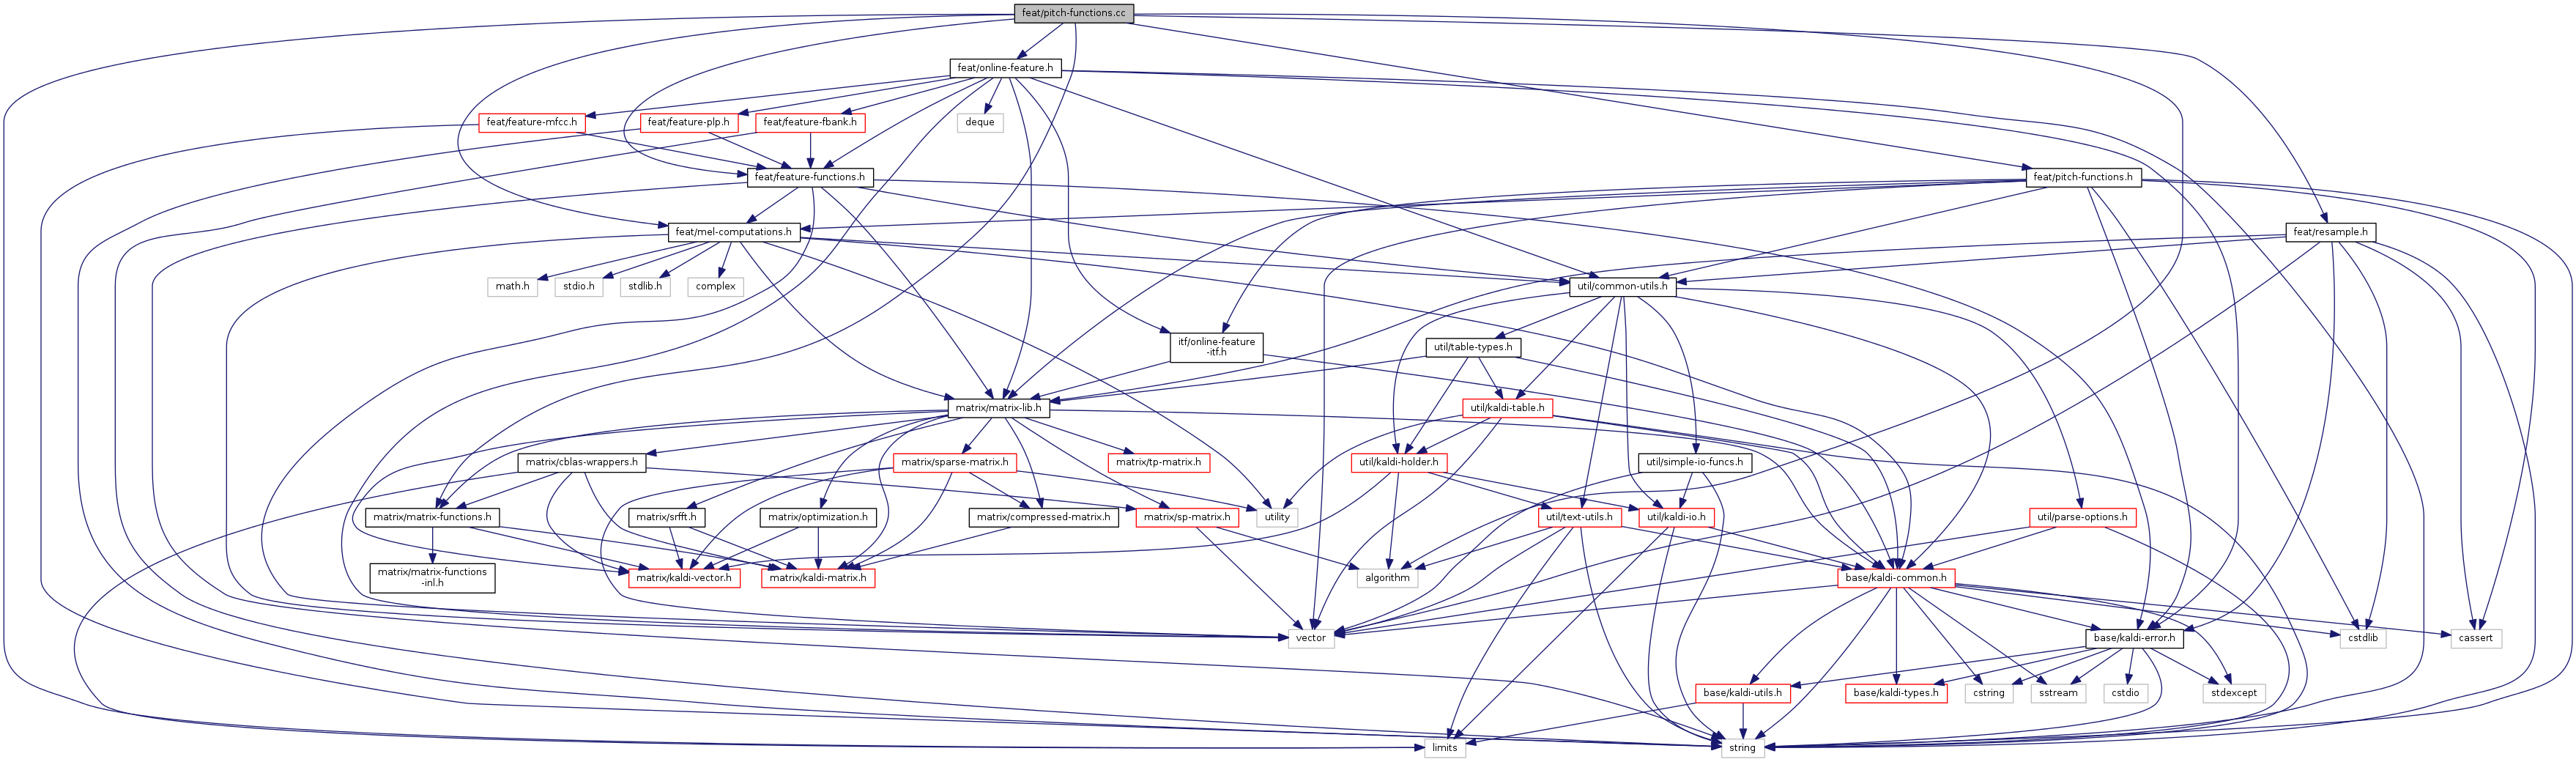 feat/pitch-functions.cc
feat/online-feature.h
feat/feature-mfcc.h
feat/feature-plp.h
feat/feature-fbank.h
deque
feat/feature-functions.h
feat/pitch-functions.h
feat/mel-computations.h
feat/resample.h
math.h
stdio.h
stdlib.h
complex
util/common-utils.h
itf/online-feature
-itf.h
util/table-types.h
matrix/matrix-lib.h
util/kaldi-table.h
matrix/cblas-wrappers.h
matrix/sparse-matrix.h
matrix/tp-matrix.h
util/kaldi-holder.h
util/simple-io-funcs.h
matrix/matrix-functions.h
matrix/srfft.h
matrix/optimization.h
matrix/compressed-matrix.h
matrix/sp-matrix.h
utility
util/text-utils.h
util/kaldi-io.h
util/parse-options.h
matrix/matrix-functions
-inl.h
matrix/kaldi-vector.h
matrix/kaldi-matrix.h
algorithm
base/kaldi-common.h
vector
base/kaldi-error.h
cstdlib
cassert
base/kaldi-utils.h
base/kaldi-types.h
cstring
sstream
cstdio
stdexcept
limits
string